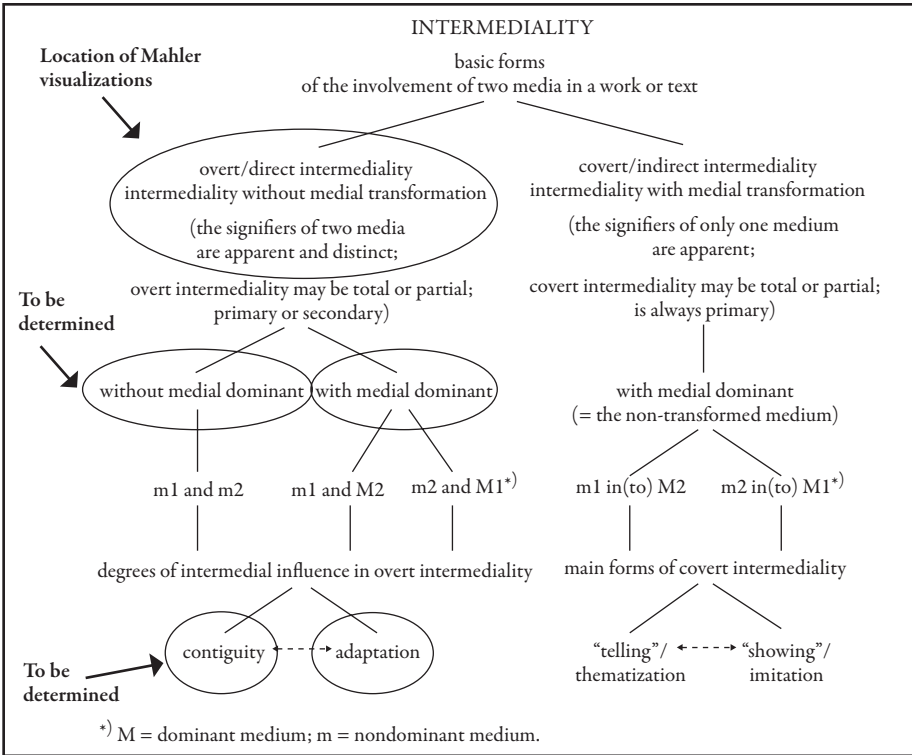 INTERMEDIALITY
basic forms
of the involvement of two media in a work or text
Location of Mahler
visualizations
overt/direct intermediality
intermediality without medial transformation
(the signifiers of two media
are apparent and distinct;
overt intermediality may be total or partial;
primary or secondary)
covert/indirect intermediality
intermediality with medial transformation
(the signifiers of only one medium
are apparent;
covert intermediality may be total or partial;
is always primary)
To be
determined
without medial dominant
with medial dominant
with medial dominant
(= the non-transformed medium)
m1 and m2
m1 and M2
m2 and M1*)
m1 in(to) M2
m2 in(to) M1*)
degrees of intermedial influence in overt intermediality
main forms of covert intermediality
To be
determined
contiguity
adaptation
“telling”/
thematization
“showing”/
imitation
*) M = dominant medium; m = nondominant medium.